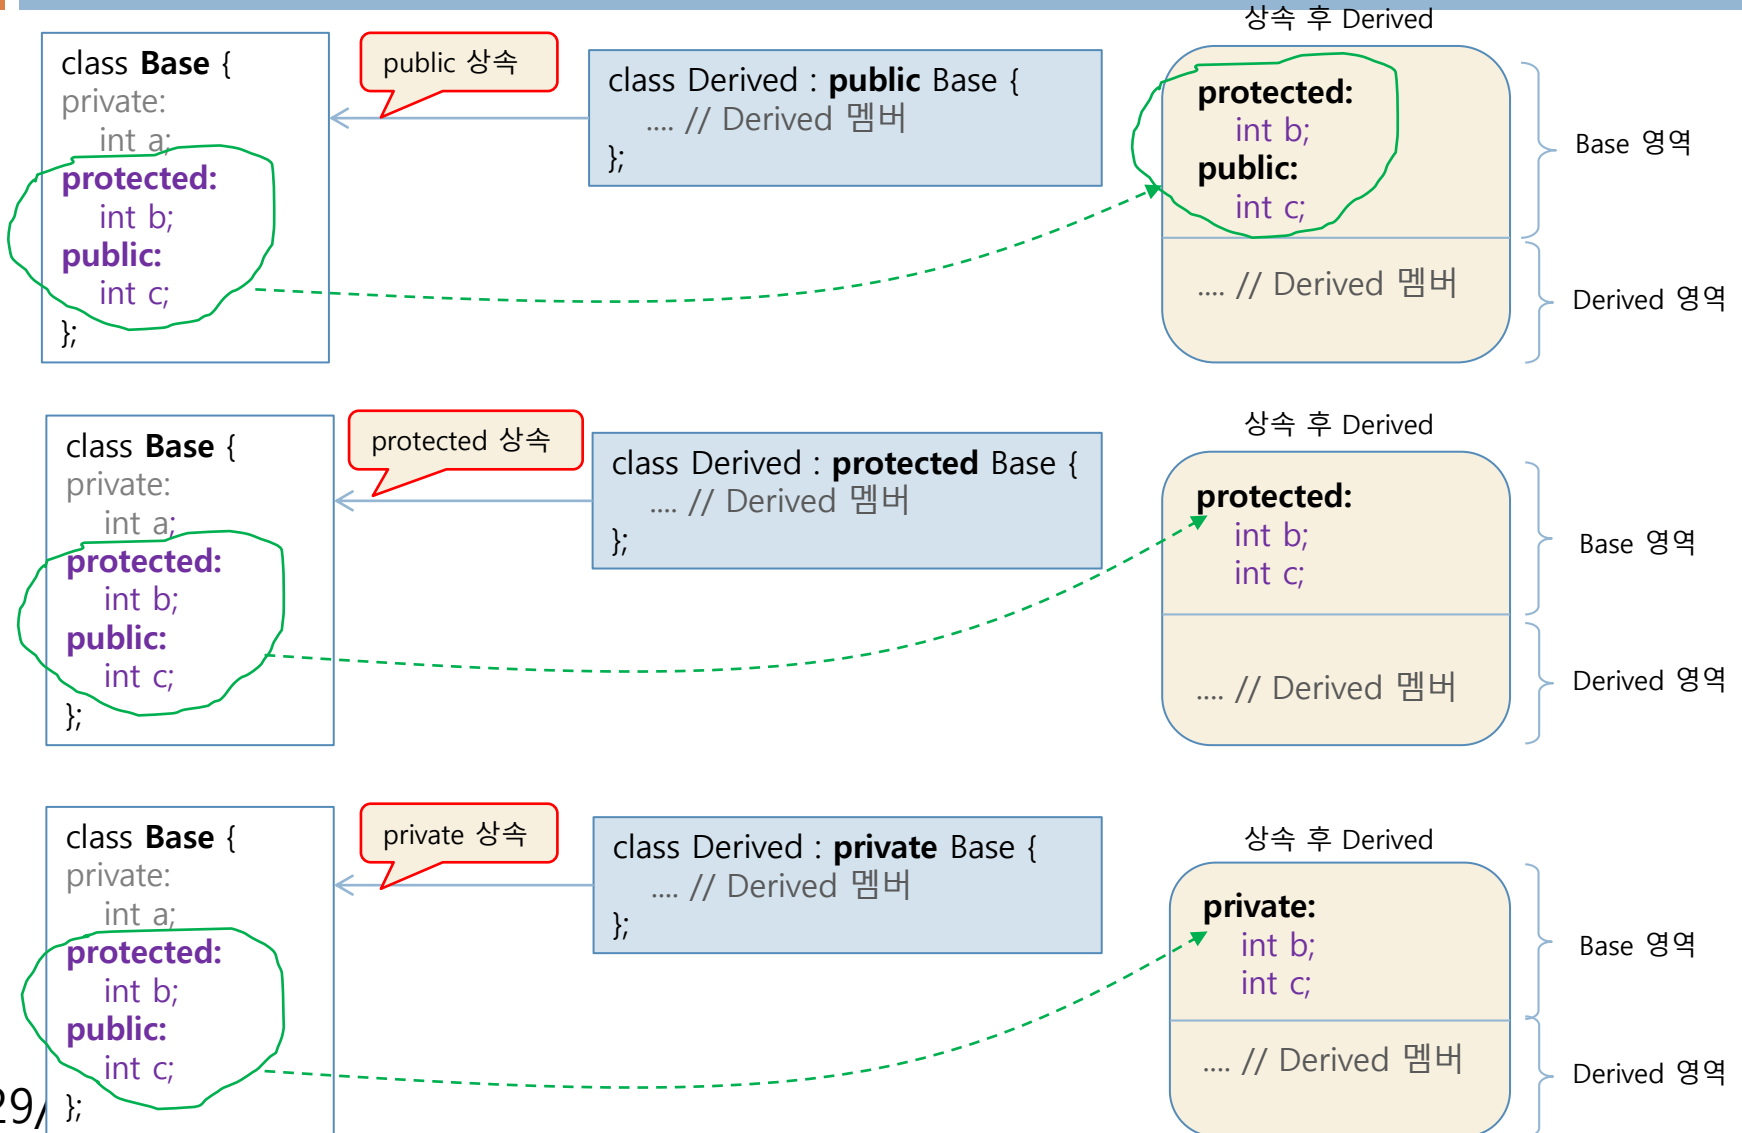 상속 후 Derived
class Base {
private:
int a;
protected:
int b;
public:
int c;
};
public 상속
class Derived : public Base {
.... // Derived 멤버
};
protected:
int b;
public:
int c;
.... // Derived 멤버
Base 영역
Derived 영역
상속 후 Derived
class Base {
private:
int a;
protected:
int b;
public:
int c;
};
protected 상속
class Derived : protected Base {
.... // Derived 멤버
};
protected:
int b;
int c;
.... // Derived 멤버
Base 영역
Derived 영역
상속 후 Derived
class Base {
private:
int a;
protected:
int b;
public:
int c;
};
private 상속
class Derived : private Base {
.... // Derived 멤버
};
private:
int b;
int c;
.... // Derived 멤버
Base 영역
Derived 영역
29/